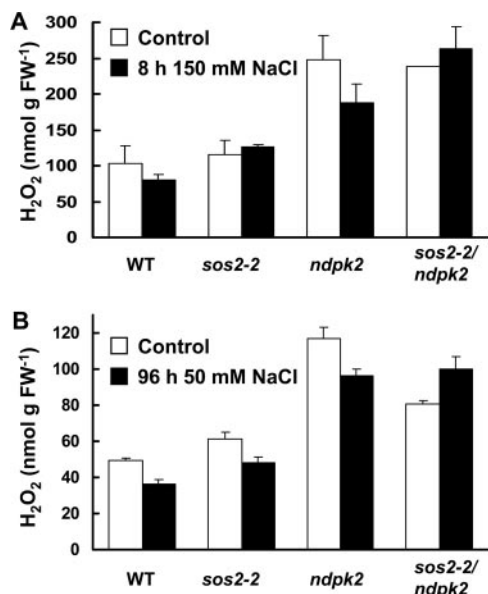 A
300
250
200
150
100
50
0
H₂O₂ (nmol g FW⁻¹)
Control
8 h 150 mM NaCl
WT
sos2-2
ndpk2
sos2-2/
ndpk2
B
120
100
80
60
40
20
0
H₂O₂ (nmol g FW⁻¹)
Control
96 h 50 mM NaCl
WT
sos2-2
ndpk2
sos2-2/
ndpk2